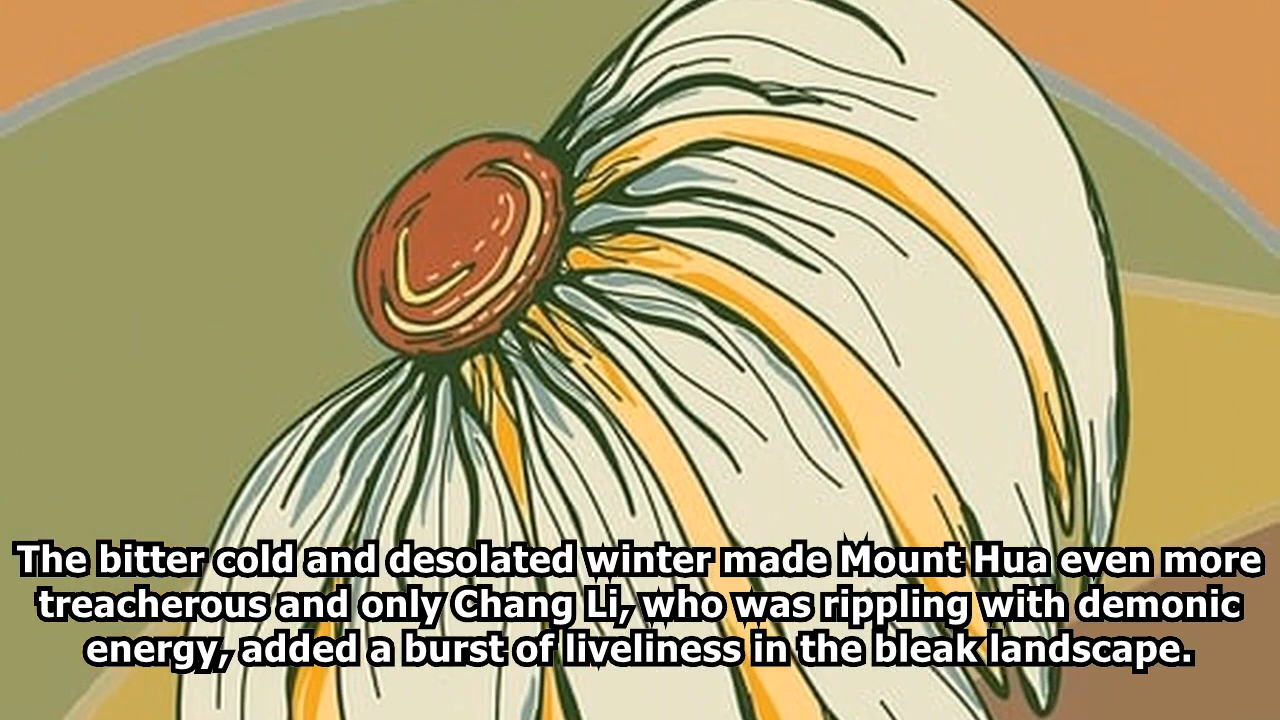 The bitter cold and desolated winter made Mount Hua even more
treacherous and only Chang Li, who was rippling with demonic
energy, added a burst of liveliness in the bleak landscape.